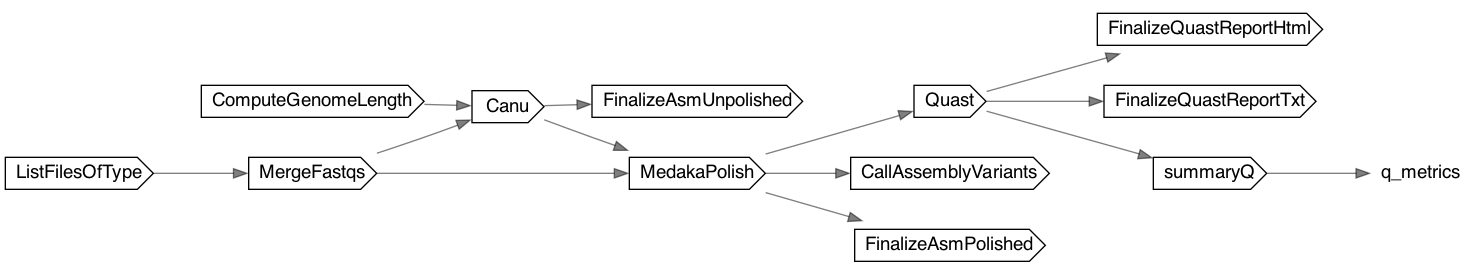 FinalizeQuastReportHtml
ComputeGenomeLength
Canu
FinalizeAsmUnpolished
Quast
FinalizeQuastReportTxt
ListFilesOfType
MergeFastqs
MedakaPolish
CallAssemblyVariants
summaryQ
q_metrics
FinalizeAsmPolished